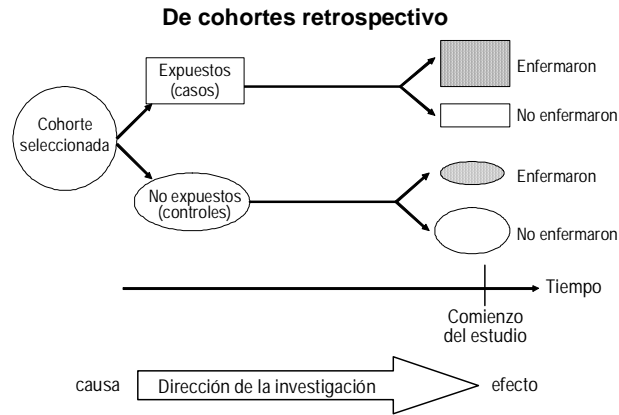 De cohortes retrospectivo
Expuestos
(casos)
Enfermaron
No enfermaron
Cohorte
seleccionada
No expuestos
(controles)
Enfermaron
No enfermaron
Tiempo
Comienzo
del estudio
causa
Dirección de la investigación
efecto